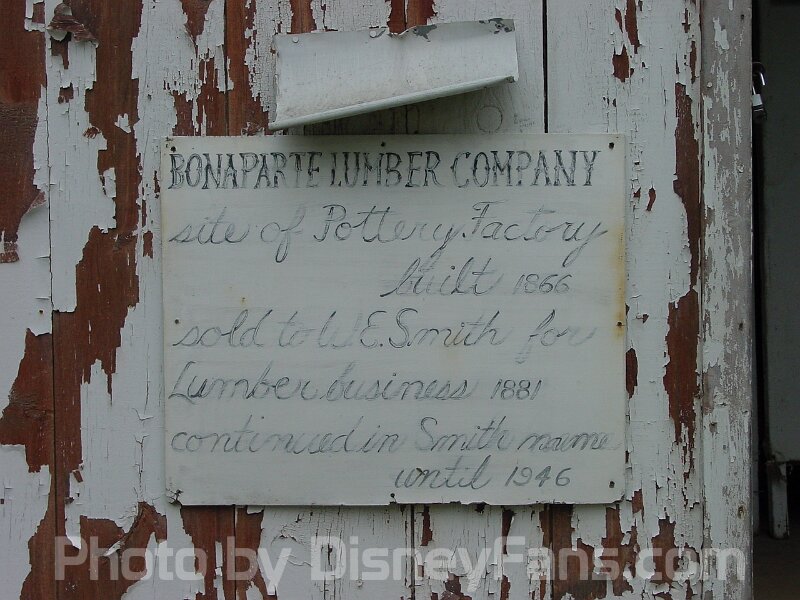 BONAPARTE LUMBER COMPANY
site of Pottery Factory
built 1866
sold to W.E. Smith for
Lumber business 1881
continued in Smith name
until 1946
Photo by DisneyFans.com